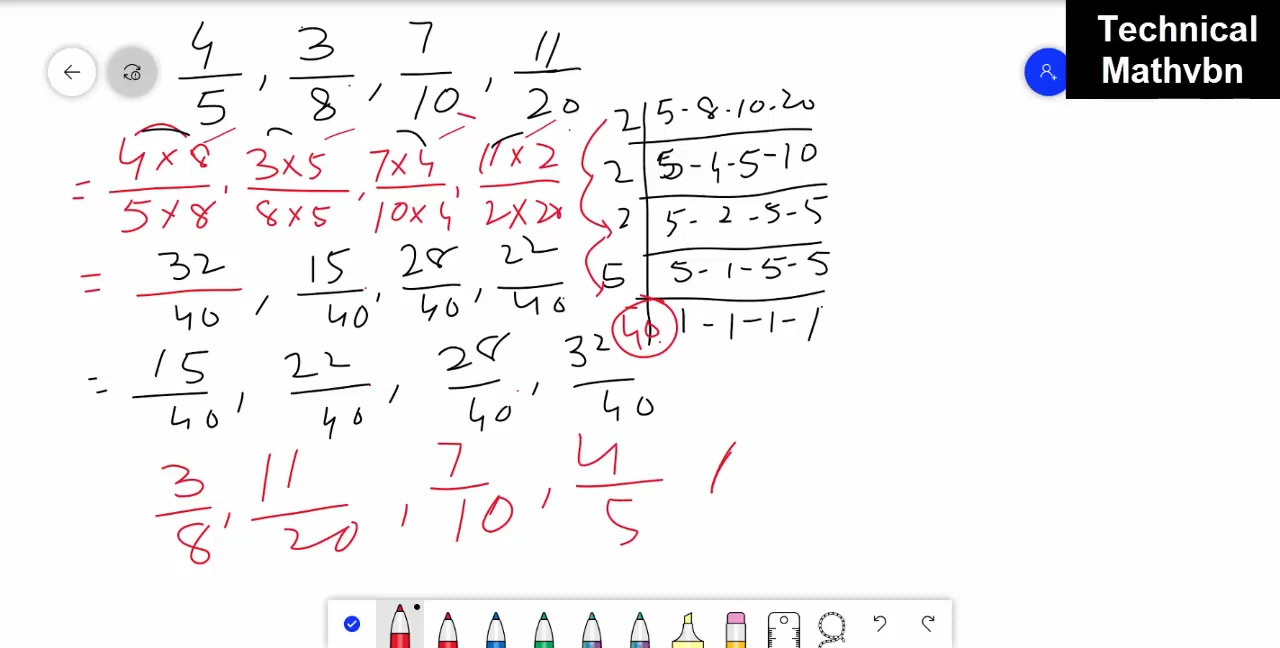 Technical
Mathvbn
4/5, 3/8, 7/10, 11/20
= 4×8/5×8, 3×5/8×5, 7×4/10×4, 11×2/2×20
= 32/40, 15/40, 28/40, 22/40
= 15/40, 22/40, 28/40, 32/40
3/8, 11/20, 7/10, 4/5 (
2 | 5-8-10-20
2 | 5-4-5-10
2 | 5-2-5-5
5 | 5-1-5-5
40 | 1-1-1-1